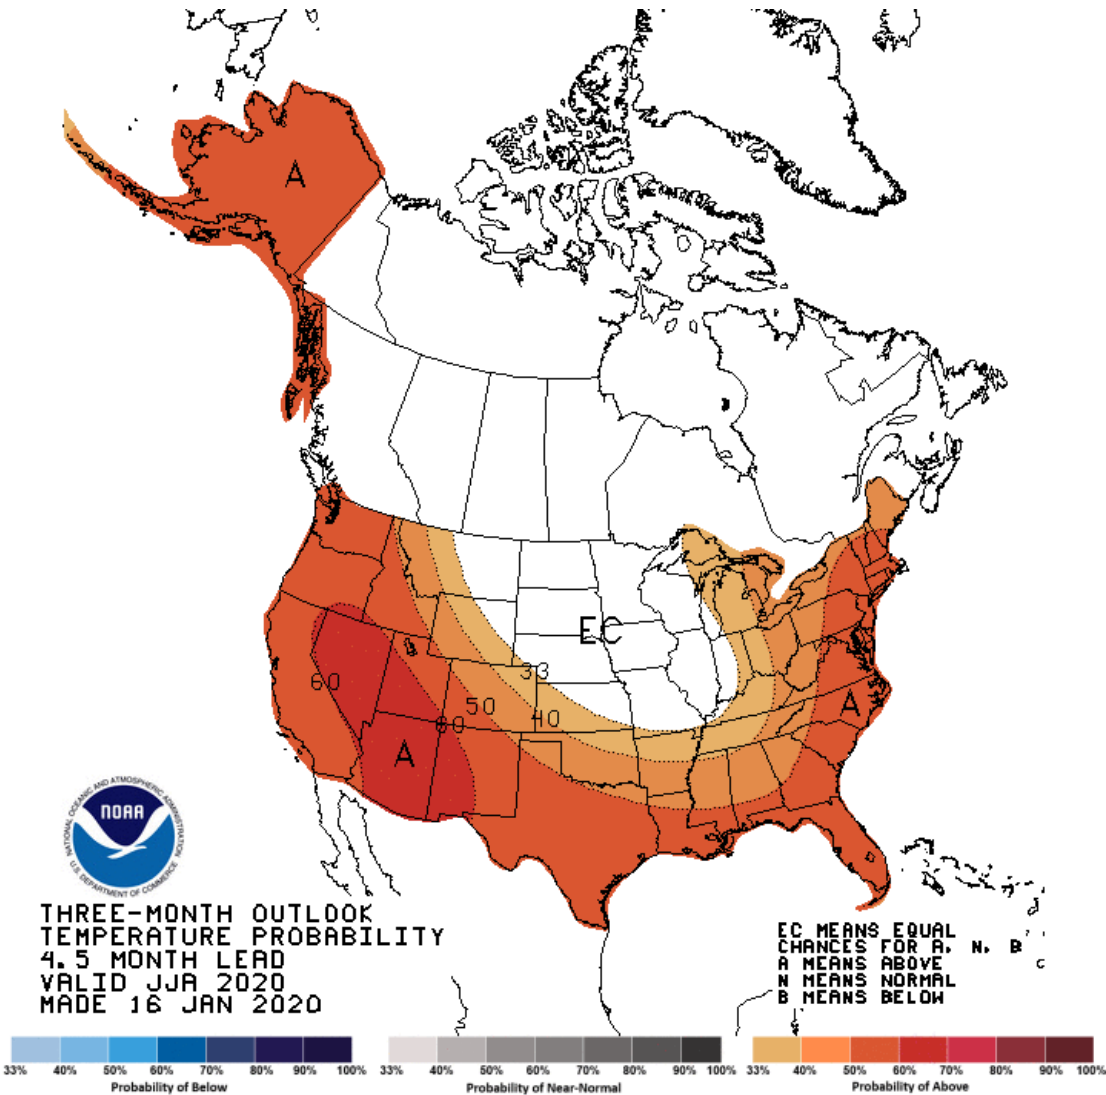 A
EC
33
60
50
40
60
A
A
NATIONAL OCEANIC AND ATMOSPHERIC ADMINISTRATION
NOAA
U.S. DEPARTMENT OF COMMERCE
THREE-MONTH OUTLOOK
TEMPERATURE PROBABILITY
4.5 MONTH LEAD
VALID JJA 2020
MADE 16 JAN 2020
EC MEANS EQUAL
CHANCES FOR A, N, B
A MEANS ABOVE
N MEANS NORMAL
B MEANS BELOW
33% 40% 50% 60% 70% 80% 90% 100%
Probability of Below
33% 40% 50% 60% 70% 80% 90% 100%
Probability of Near-Normal
33% 40% 50% 60% 70% 80% 90% 100%
Probability of Above